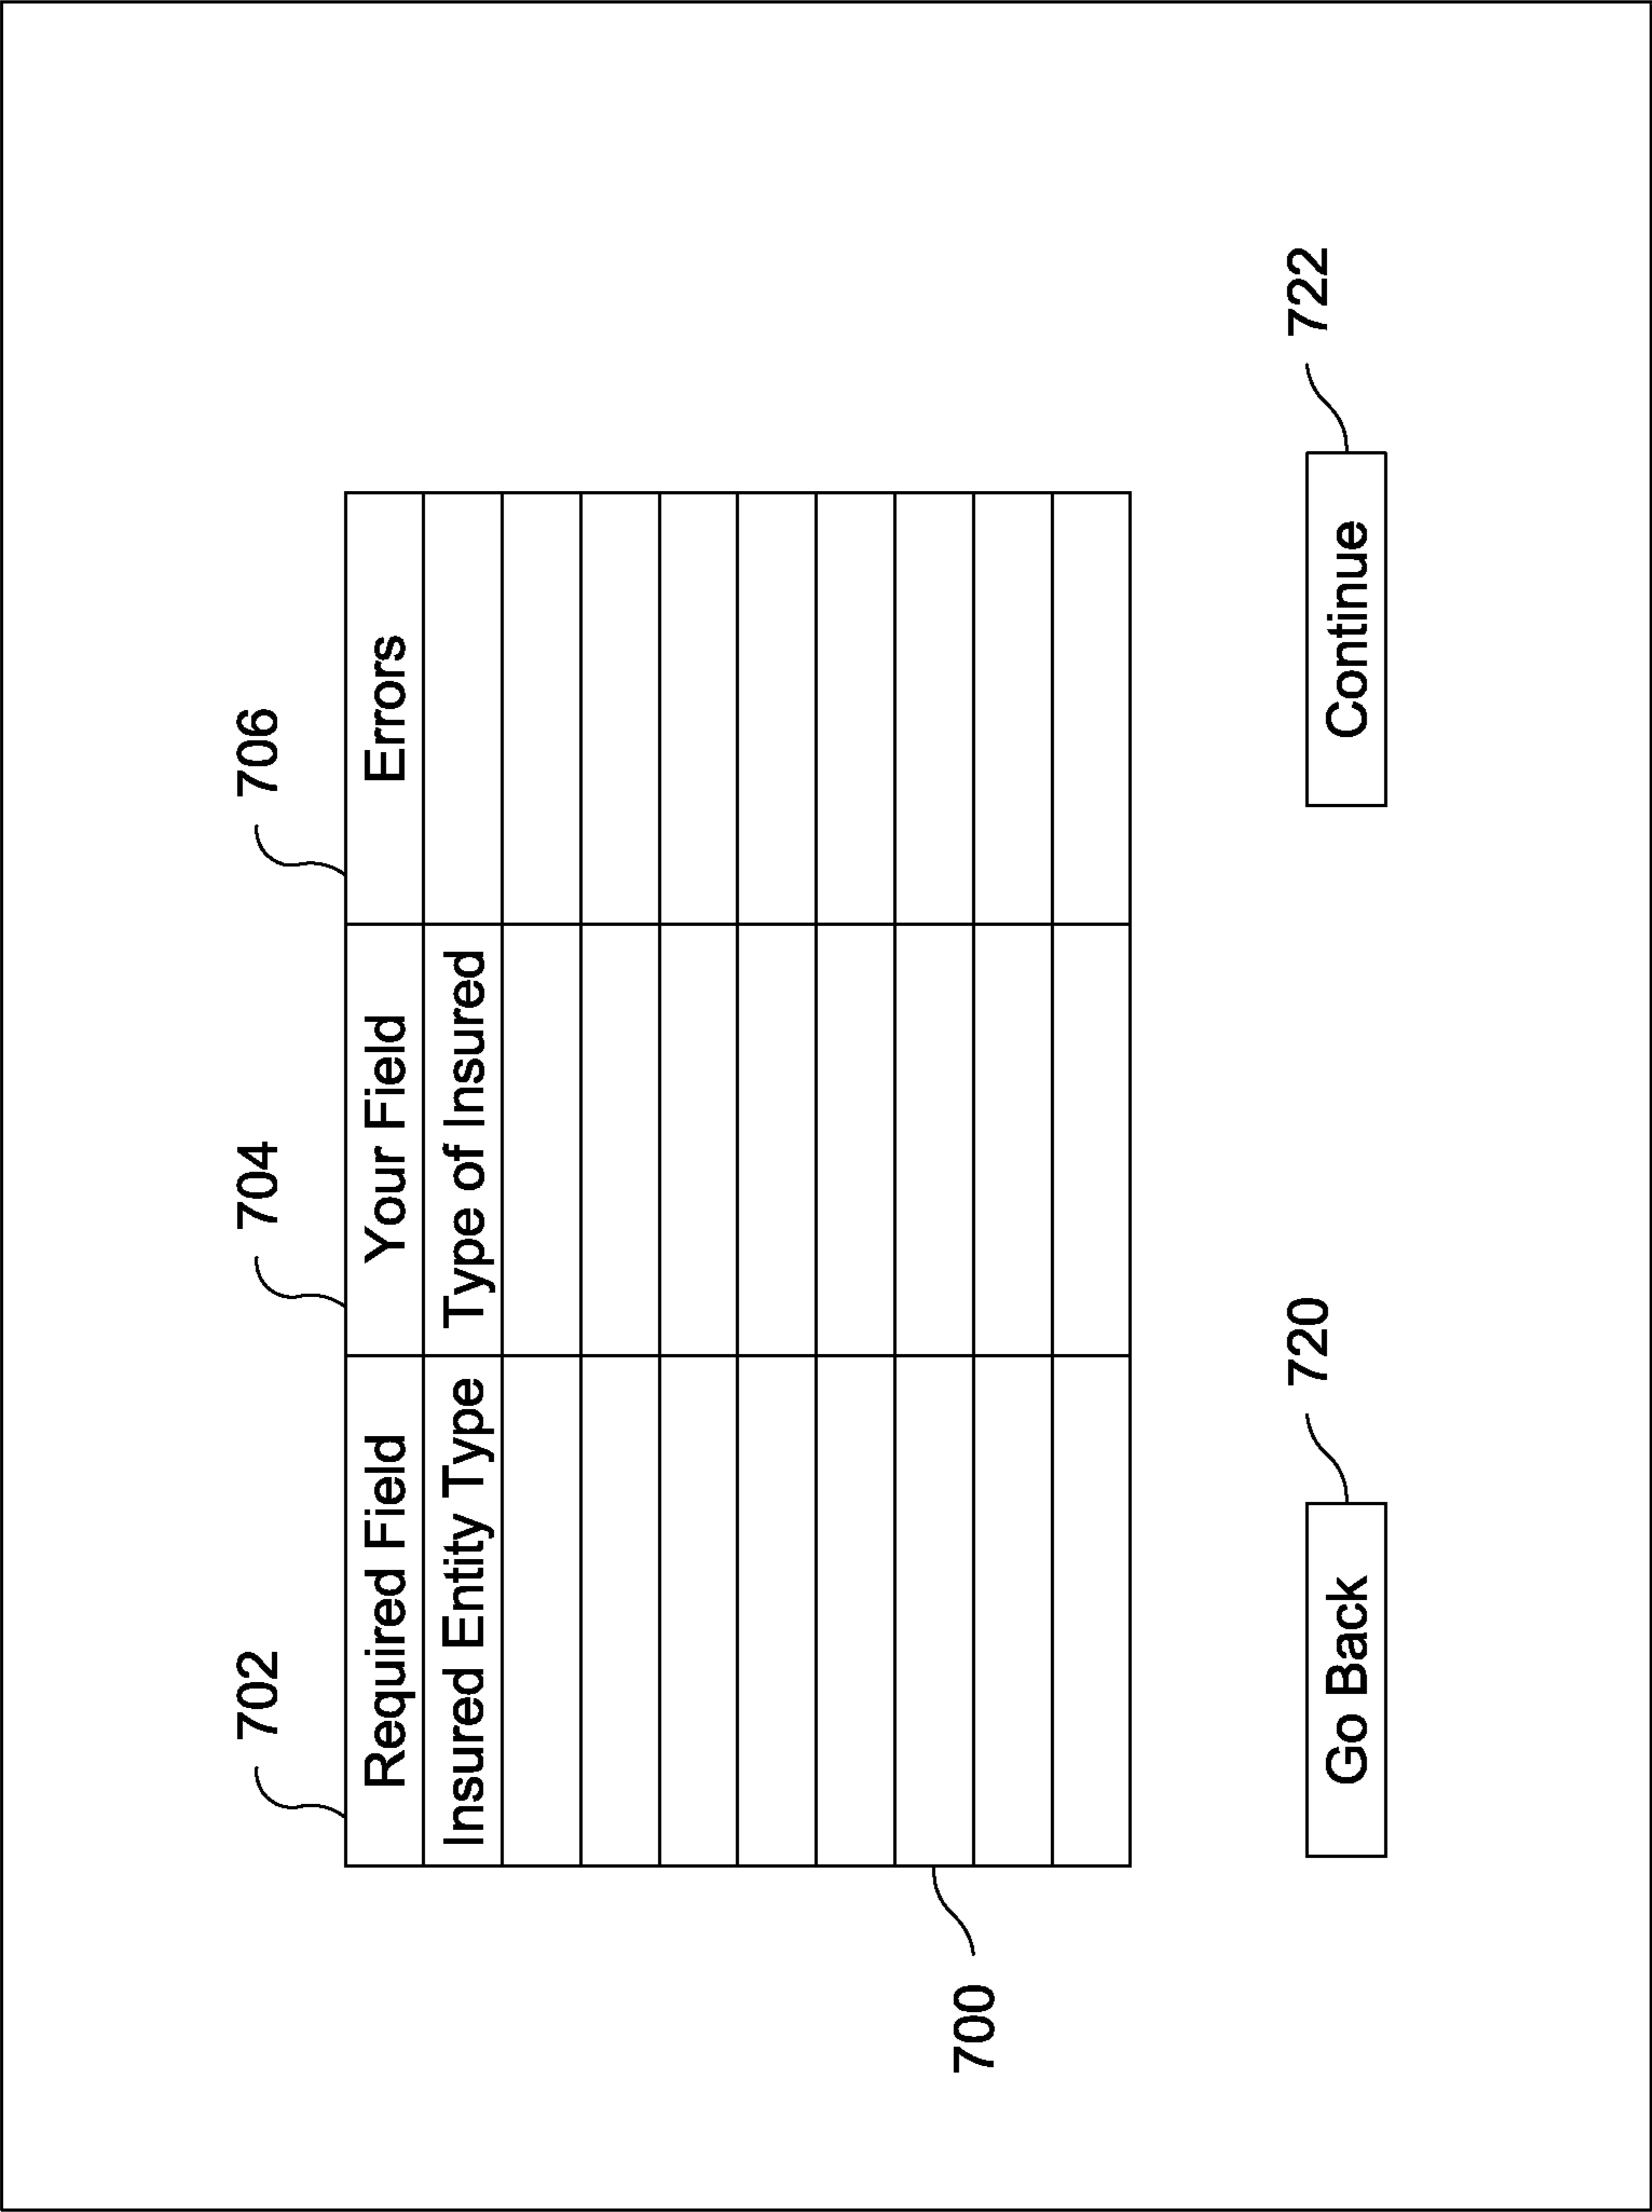 702 704 706
Required Field Your Field Errors
Insured Entity Type Type of Insured
700
720 722
Go Back Continue